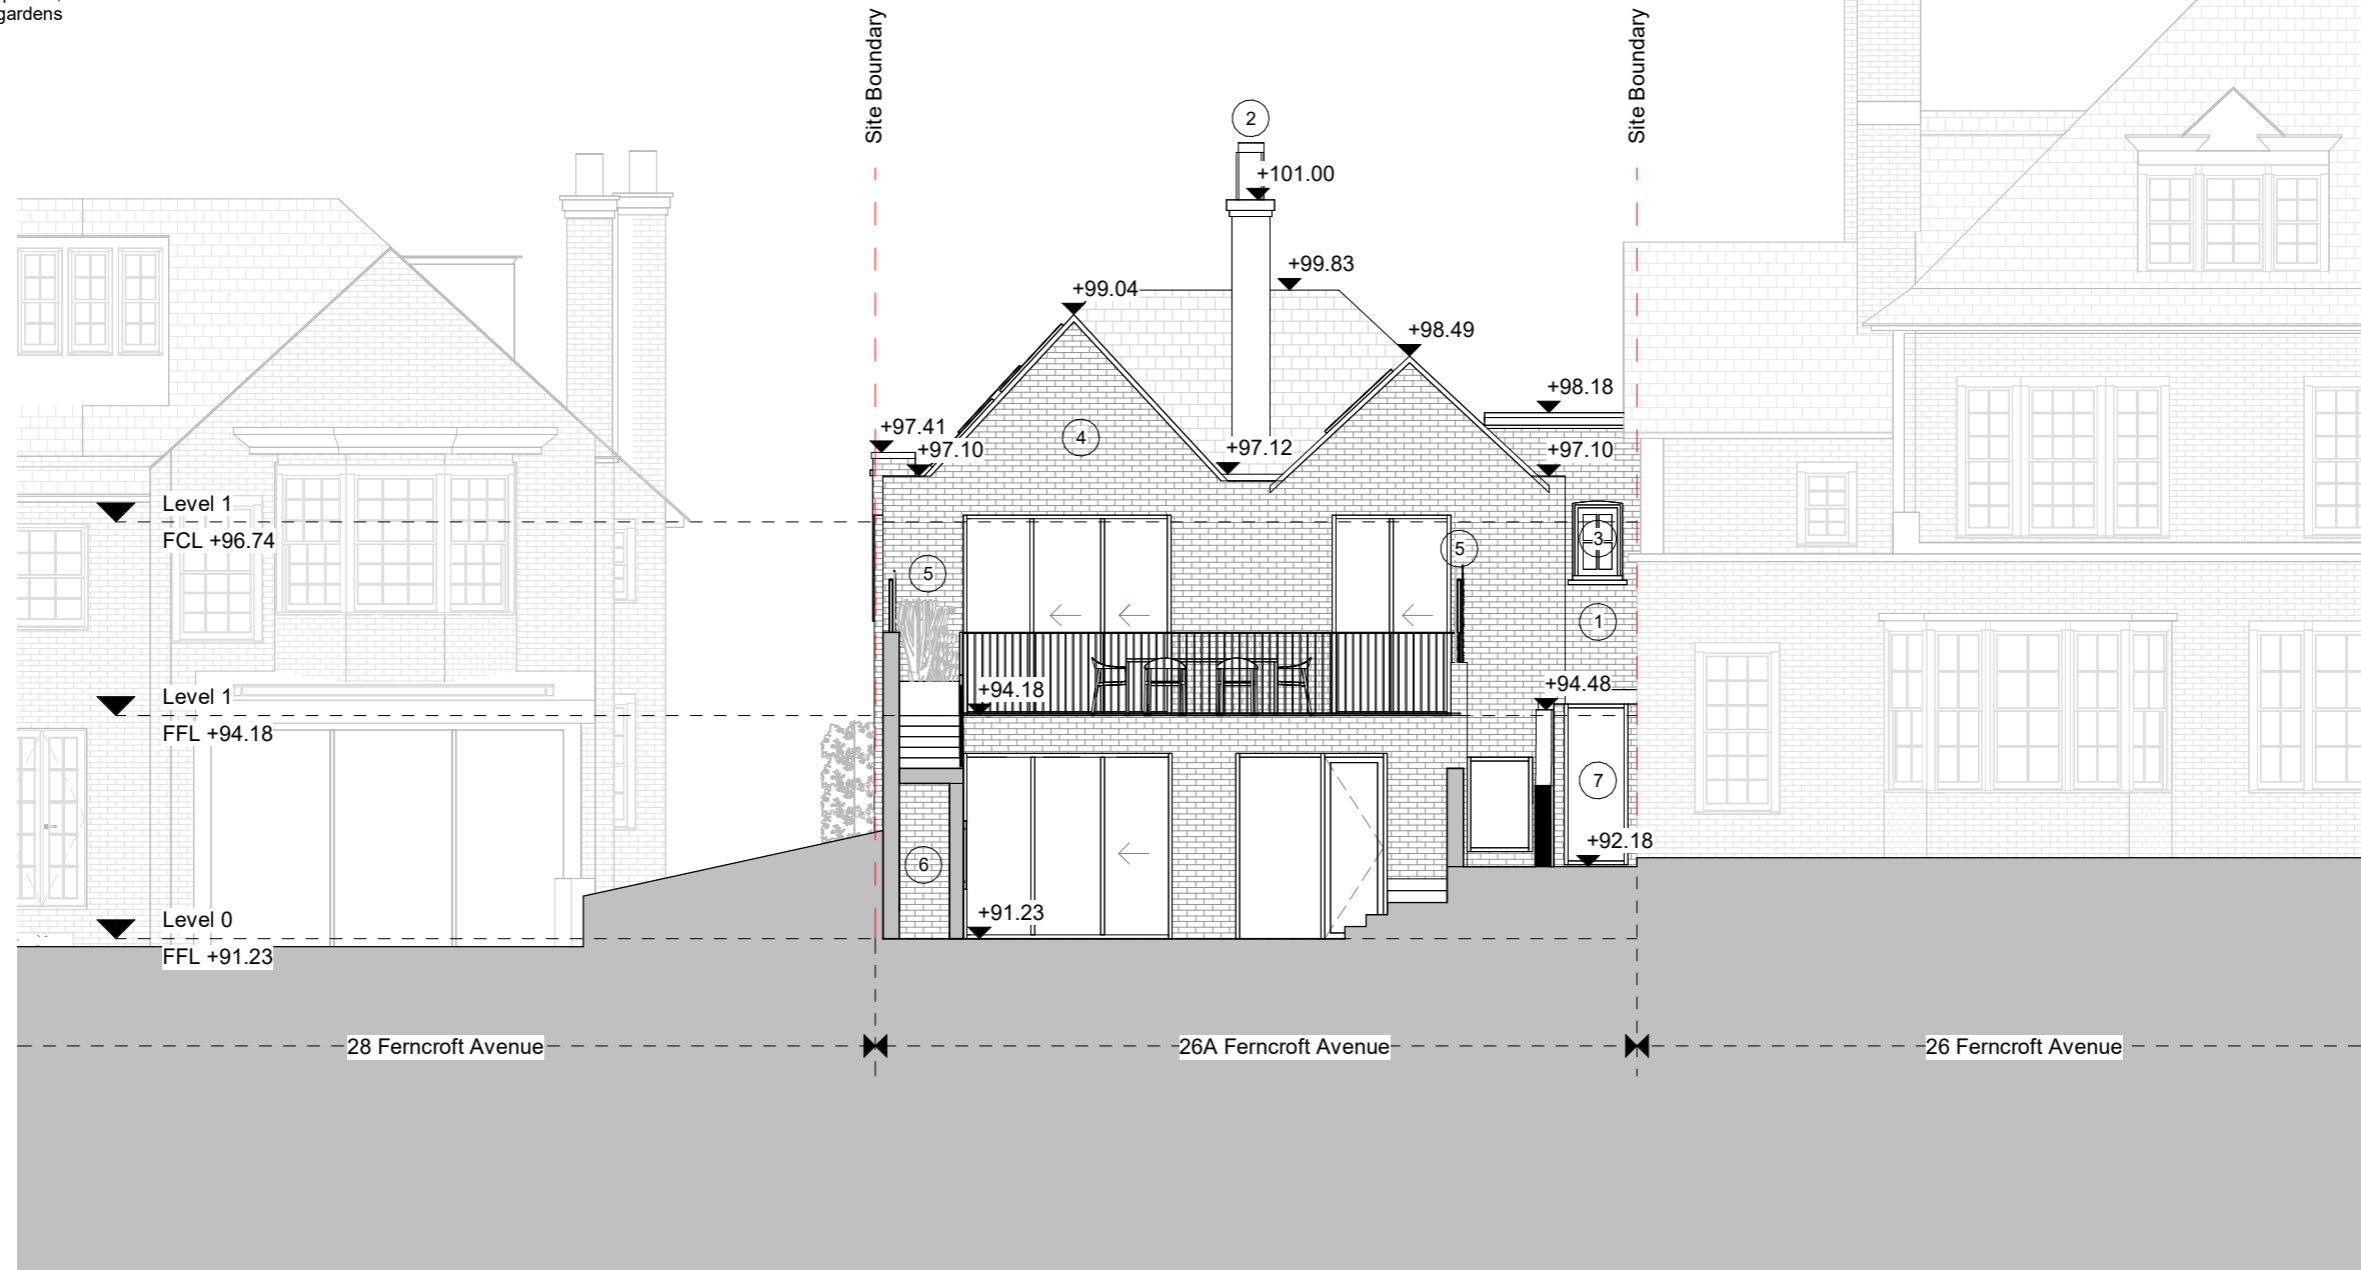 gardens
Site Boundary
Site Boundary
2
+101.00
+99.83
+99.04
+98.49
+98.18
+97.41
+97.10
4
+97.12
+97.10
Level 1
FCL +96.74
3
5
5
1
Level 1
FFL +94.18
+94.18
+94.48
7
+92.18
6
Level 0
FFL +91.23
+91.23
28 Ferncroft Avenue
26A Ferncroft Avenue
26 Ferncroft Avenue